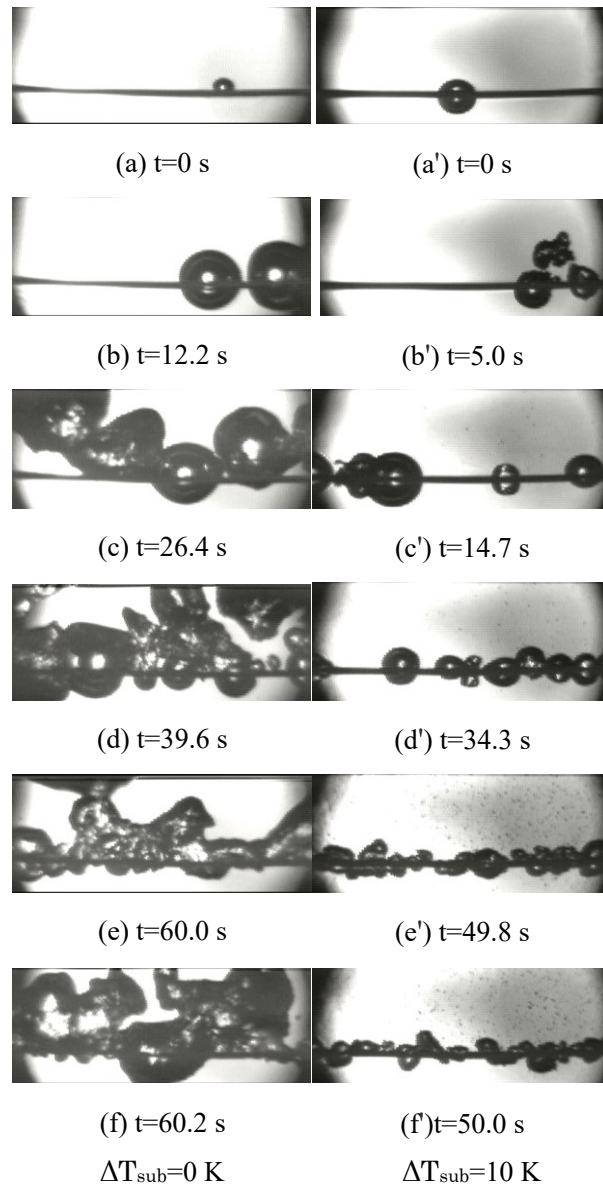 (a) t=0 s (a') t=0 s
(b) t=12.2 s (b') t=5.0 s
(c) t=26.4 s (c') t=14.7 s
(d) t=39.6 s (d') t=34.3 s
(e) t=60.0 s (e') t=49.8 s
(f) t=60.2 s (f')t=50.0 s
ΔTsub=0 K ΔTsub=10 K